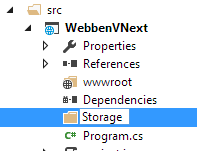 src
WebbenVNext
Properties
References
wwwroot
Dependencies
Storage
C# Program.cs